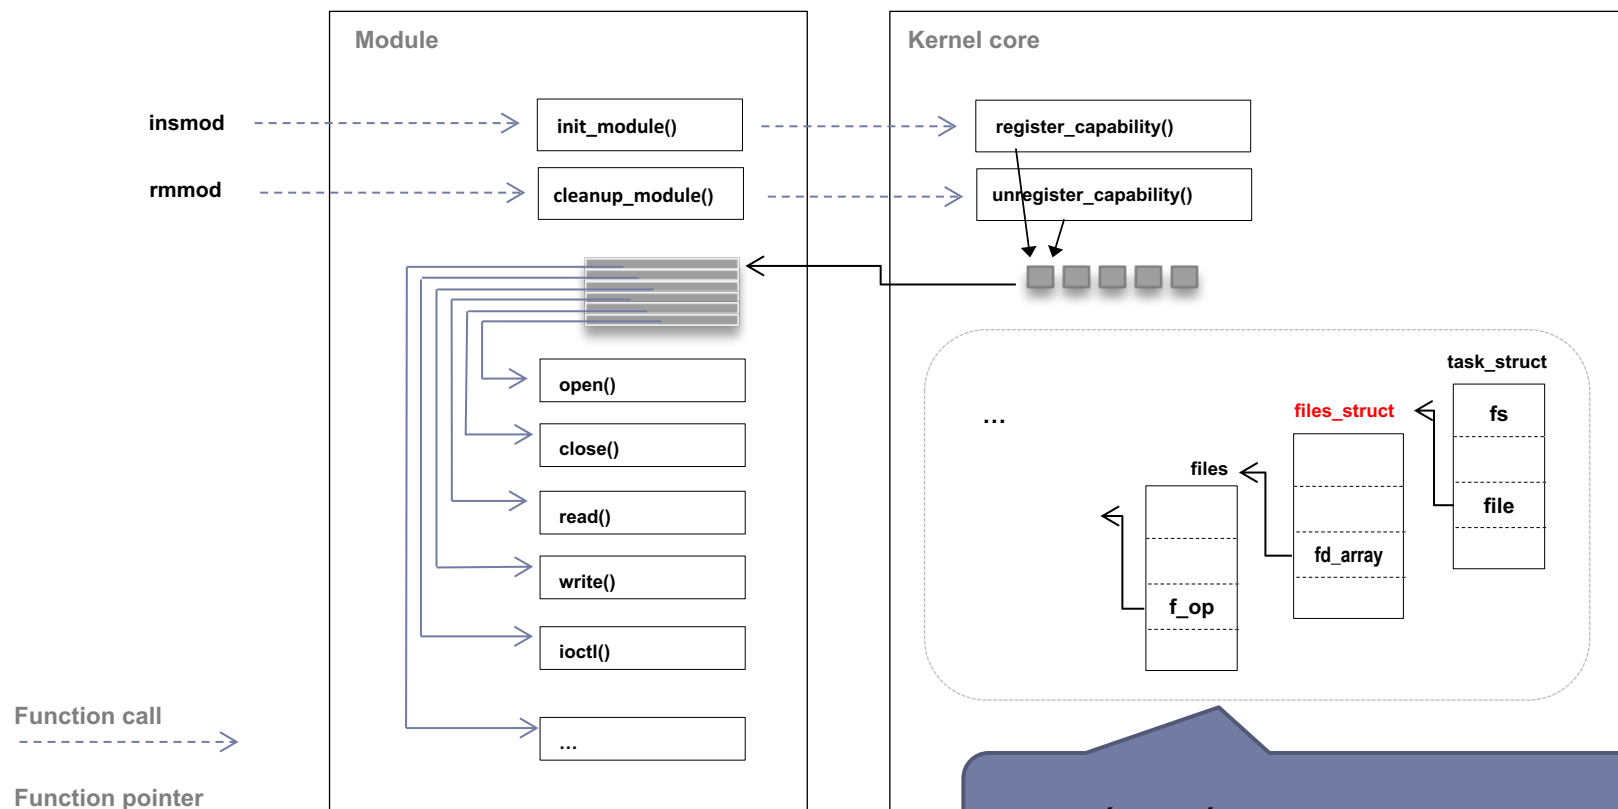 Module
Kernel core
insmod
init_module()
register_capability()
rmmod
cleanup_module()
unregister_capability()
task_struct
open()
...
files_struct
fs
close()
files
read()
file
fd_array
write()
f_op
ioctl()
Function call
...
Function pointer